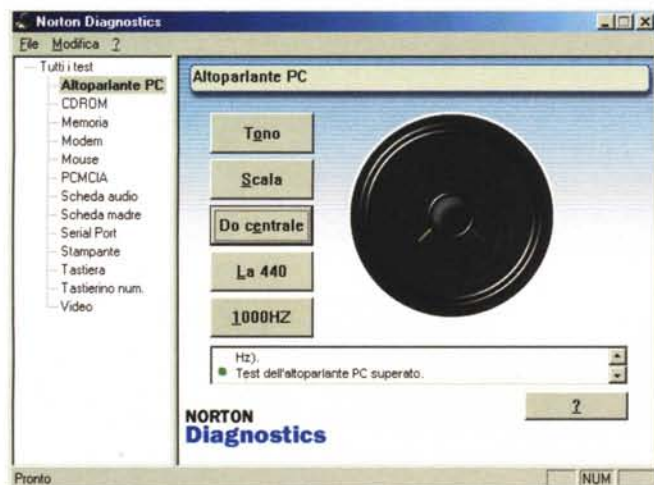 Norton Diagnostics
File Modifica ?
Tutti i test
Altoparlante PC
CDROM
Memoria
Modem
Mouse
PCMCIA
Scheda audio
Scheda madre
Serial Port
Stampante
Tastiera
Tastierino num.
Video
Altoparlante PC
Tono
Scala
Do centrale
La 440
1000HZ
Hz).
Test dell'altoparlante PC superato.
?
NORTON
Diagnostics
Pronto
NUM